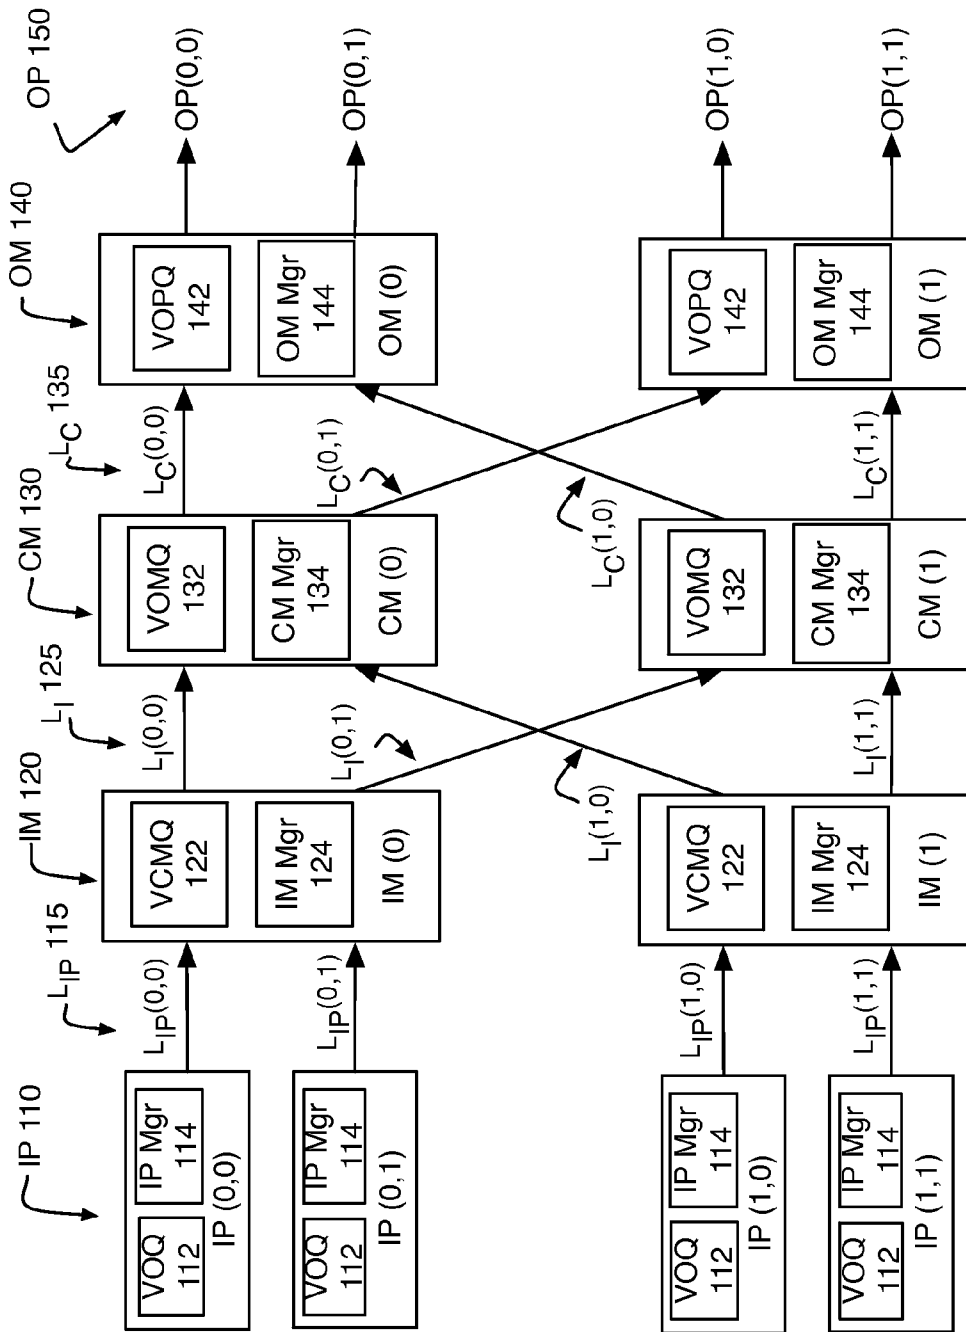 IP 110
L_IP 115
IM 120
L_I 125
CM 130
L_C 135
OM 140
OP 150
VOQ
112
IP Mgr
114
IP (0,0)
L_IP(0,0)
VCMQ
122
IM Mgr
124
IM (0)
L_I(0,0)
VOMQ
132
CM Mgr
134
CM (0)
L_C(0,0)
VOPQ
142
OM Mgr
144
OM (0)
OP(0,0)
VOQ
112
IP Mgr
114
IP (0,1)
L_IP(0,1)
L_I(0,1)
L_C(0,1)
OP(0,1)
L_I(1,0)
L_C(1,0)
VOQ
112
IP Mgr
114
IP (1,0)
L_IP(1,0)
VCMQ
122
IM Mgr
124
IM (1)
VOMQ
132
CM Mgr
134
CM (1)
VOPQ
142
OM Mgr
144
OM (1)
OP(1,0)
VOQ
112
IP Mgr
114
IP (1,1)
L_IP(1,1)
L_I(1,1)
L_C(1,1)
OP(1,1)